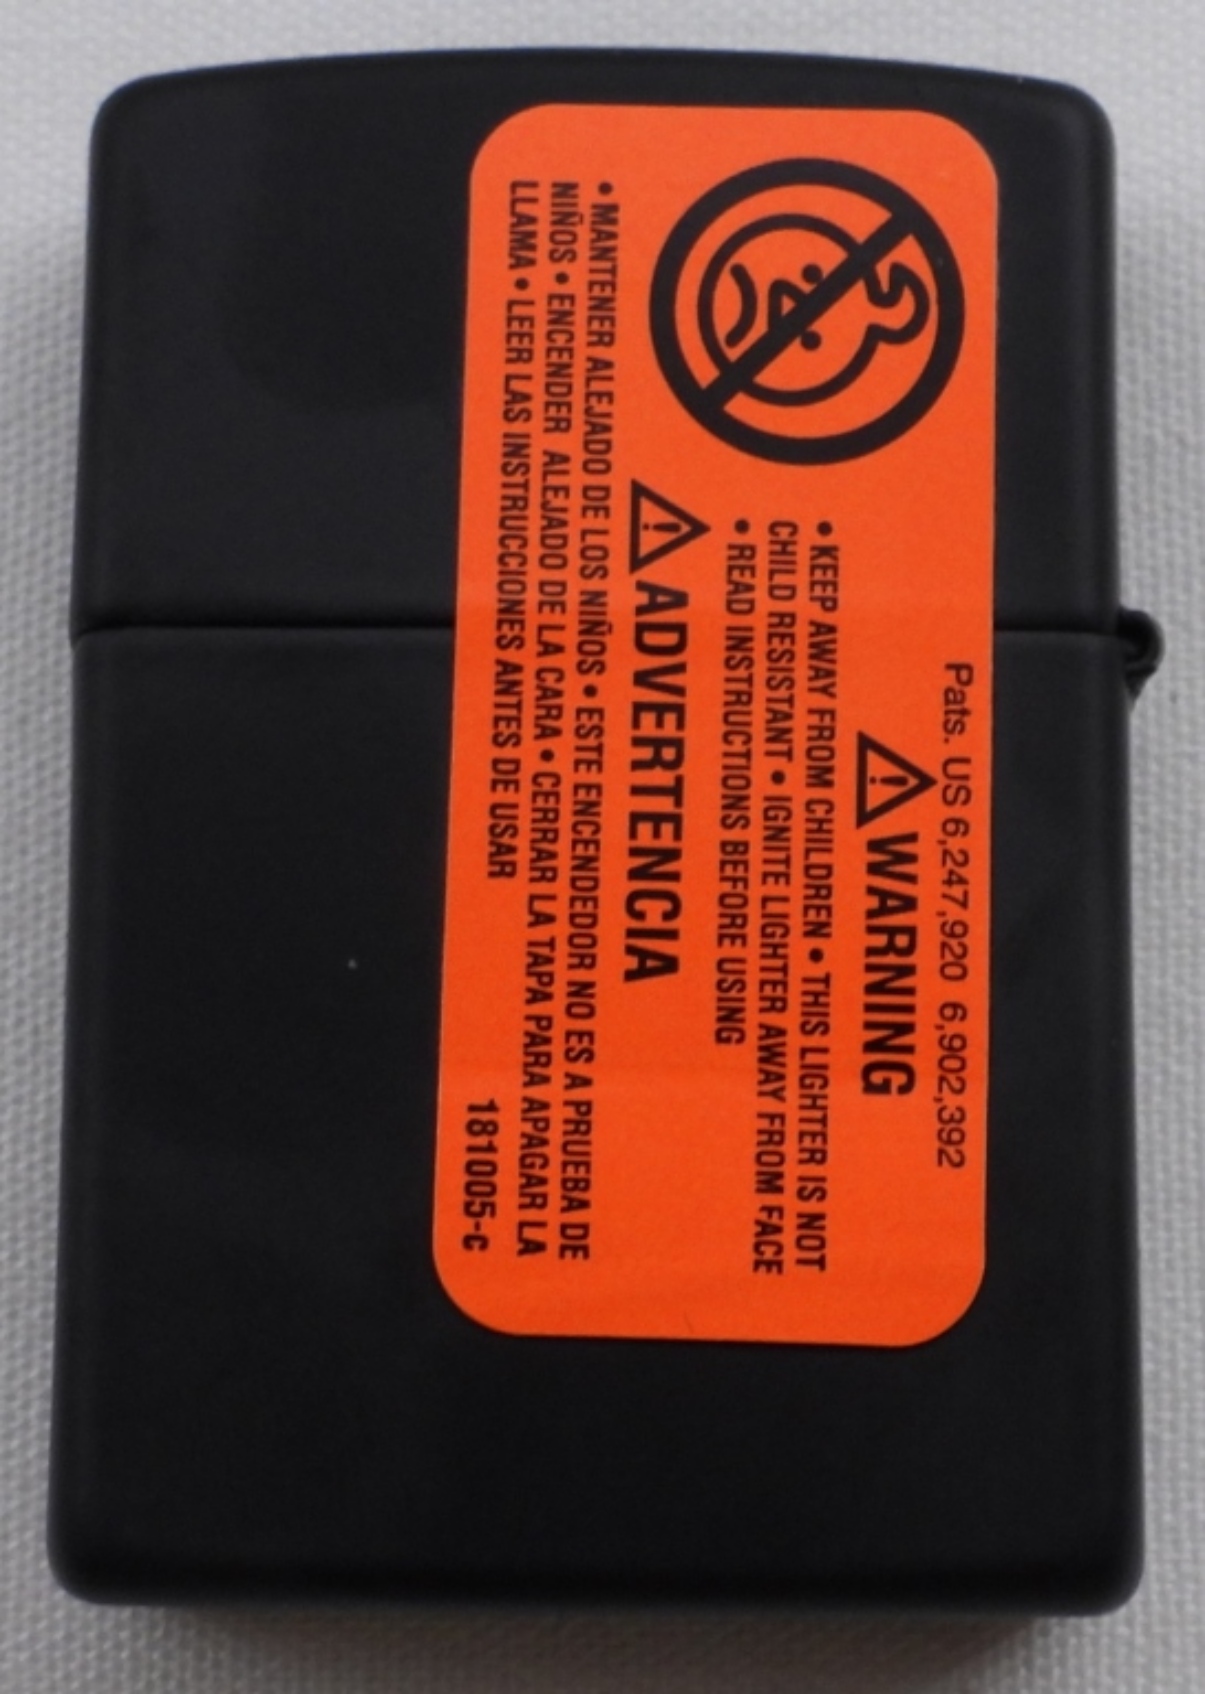 Pats. US 6,247,920 6,902,392
WARNING
• KEEP AWAY FROM CHILDREN • THIS LIGHTER IS NOT
CHILD RESISTANT • IGNITE LIGHTER AWAY FROM FACE
• READ INSTRUCTIONS BEFORE USING
ADVERTENCIA
• MANTENER ALEJADO DE LOS NIÑOS • ESTE ENCENDEDOR NO ES A PRUEBA DE
NIÑOS • ENCENDER ALEJADO DE LA CARA • CERRAR LA TAPA PARA APAGAR LA
LLAMA • LEER LAS INSTRUCCIONES ANTES DE USAR
181005-c